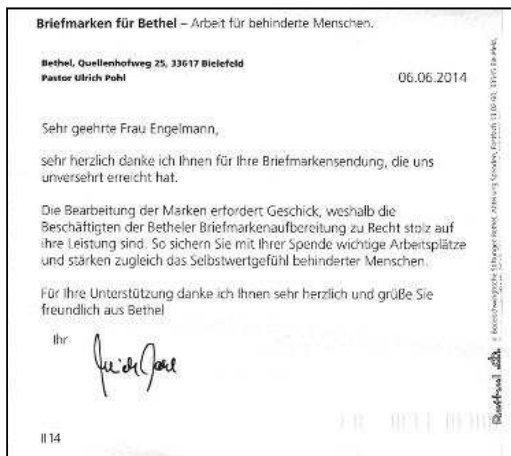 Briefmarken für Bethel – Arbeit für behinderte Menschen.
Bethel, Quellenhofweg 25, 33617 Bielefeld
Pastor Ulrich Pohl
06.06.2014
Sehr geehrte Frau Engelmann,
sehr herzlich danke ich Ihnen für Ihre Briefmarkensendung, die uns
unversehrt erreicht hat.
Die Bearbeitung der Marken erfordert Geschick, weshalb die
Beschäftigten der Betheler Briefmarkenaufbereitung zu Recht stolz auf
ihre Leistung sind. So sichern Sie mit Ihrer Spende wichtige Arbeitsplätze
und stärken zugleich das Selbstwertgefühl behinderter Menschen.
Für Ihre Unterstützung danke ich Ihnen sehr herzlich und grüße Sie
freundlich aus Bethel
Ihr
II 14
Bethel